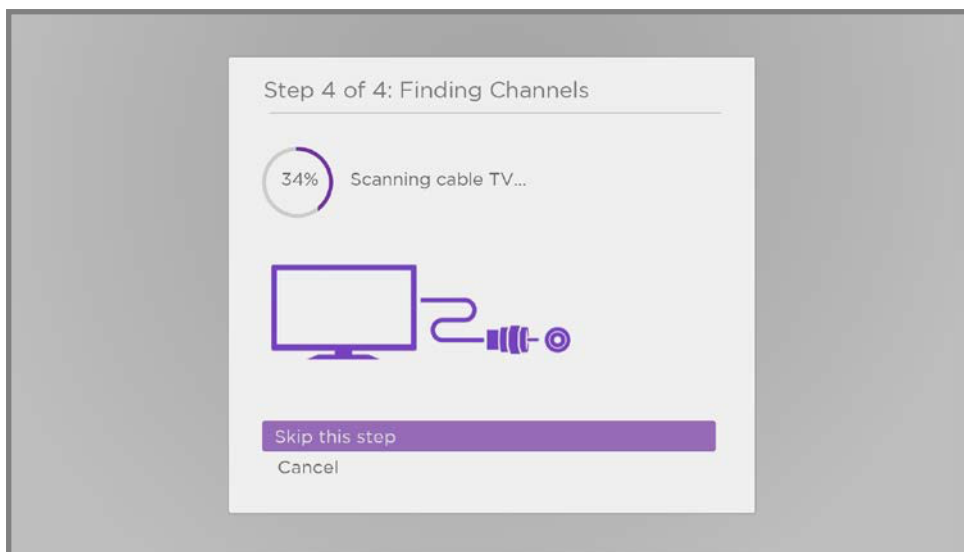 Step 4 of 4: Finding Channels
34%
Scanning cable TV...
Skip this step
Cancel